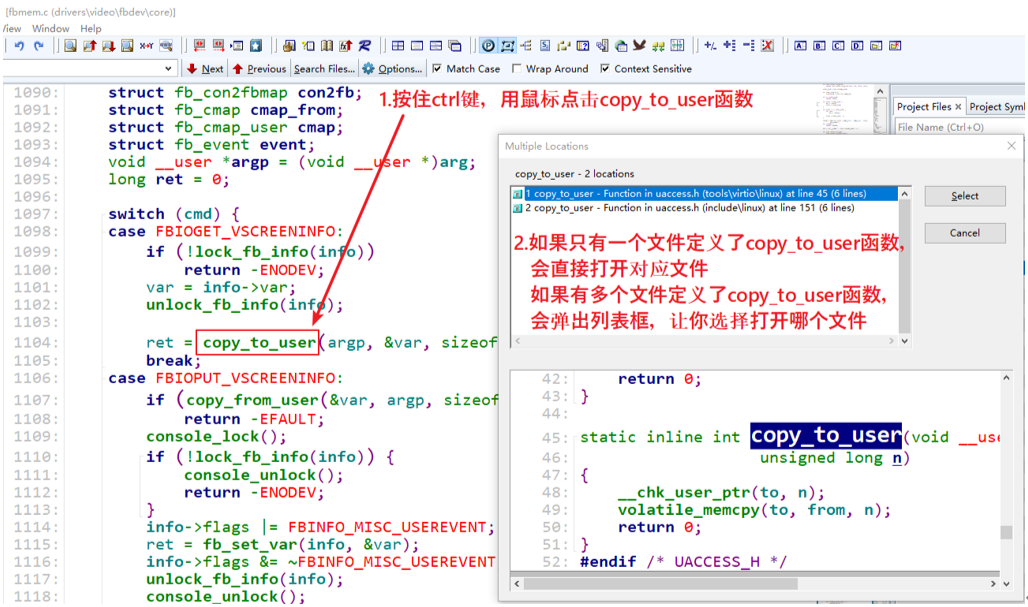 [fbmem.c (drivers\video\fbdev\core)]
View Window Help
Next Previous Search Files... Options... Match Case Wrap Around Context Sensitive
1090: struct fb_con2fbmap con2fb;
1091: struct fb_cmap cmap_from;
1092: struct fb_cmap_user cmap;
1093: struct fb_event event;
1094: void __user *argp = (void __user *)arg;
1095: long ret = 0;
1096:
1097: switch (cmd) {
1098: case FBIOGET_VSCREENINFO:
1099: if (!lock_fb_info(info))
1100: return -ENODEV;
1101: var = info->var;
1102: unlock_fb_info(info);
1103:
1104: ret = copy_to_user(argp, &var, sizeof
1105: break;
1106: case FBIOPUT_VSCREENINFO:
1107: if (copy_from_user(&var, argp, sizeof
1108: return -EFAULT;
1109: console_lock();
1110: if (!lock_fb_info(info)) {
1111: console_unlock();
1112: return -ENODEV;
1113: }
1114: info->flags |= FBINFO_MISC_USEREVENT;
1115: ret = fb_set_var(info, &var);
1116: info->flags &= ~FBINFO_MISC_USEREVENT
1117: unlock_fb_info(info);
1118: console_unlock();
1.按住ctrl键，用鼠标点击copy_to_user函数
Project Files × Project Symb
File Name (Ctrl+O)
Multiple Locations
copy_to_user - 2 locations
1 copy_to_user - Function in uaccess.h (tools\virtio\linux) at line 45 (6 lines)
2 copy_to_user - Function in uaccess.h (include\linux) at line 151 (6 lines)
Select
Cancel
2.如果只有一个文件定义了copy_to_user函数,
会直接打开对应文件
如果有多个文件定义了copy_to_user函数,
会弹出列表框，让你选择打开哪个文件
42: return 0;
43: }
44:
45: static inline int copy_to_user(void __use
46: unsigned long n)
47: {
48: __chk_user_ptr(to, n);
49: volatile_memcpy(to, from, n);
50: return 0;
51: }
52: #endif /* UACCESS_H */